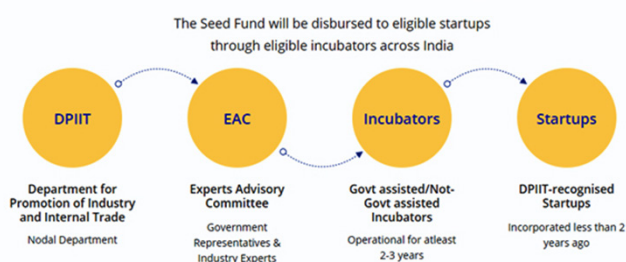 The Seed Fund will be disbursed to eligible startups
through eligible incubators across India
DPIIT
EAC
Incubators
Startups
Department for
Promotion of Industry
and Internal Trade
Nodal Department
Experts Advisory
Committee
Government
Representatives &
Industry Experts
Govt assisted/Not-
Govt assisted
Incubators
Operational for atleast
2-3 years
DPIIT-recognised
Startups
Incorporated less than 2
years ago